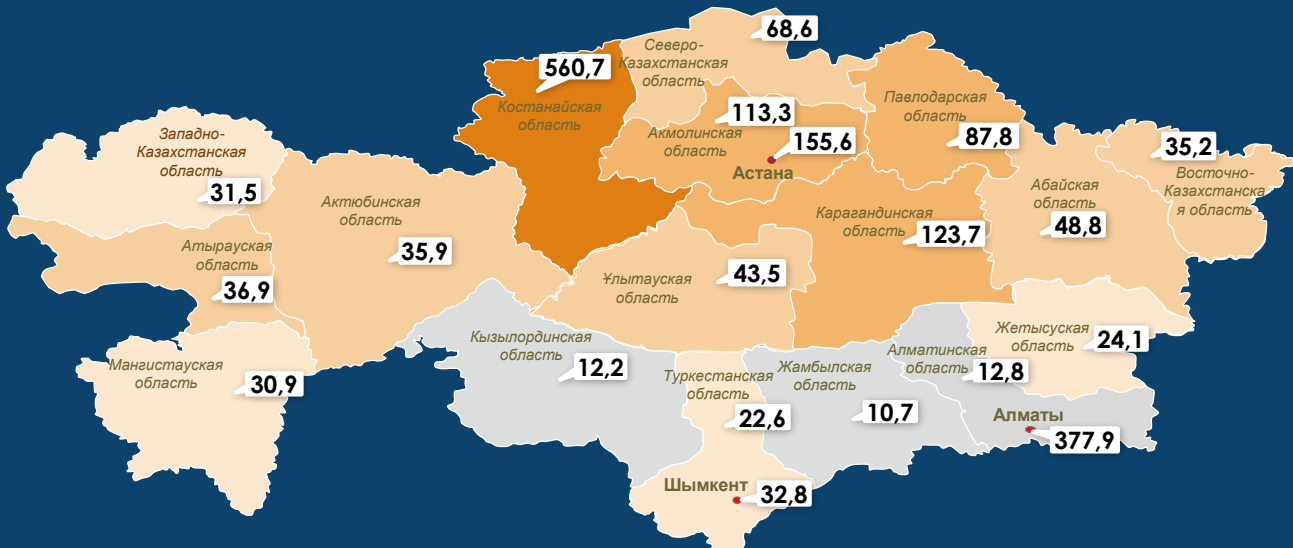 68,6
Северо-
Казахстанская
область
560,7
Костанайская
область
Павлодарская
область
87,8
113,3
Акмолинская
область
155,6
Астана
Западно-
Казахстанская
область
31,5
35,2
Восточно-
Казахстанска
я область
Абайская
область
48,8
Актюбинская
область
35,9
Карагандинская
область
123,7
Атырауская
область
36,9
Ұлытауская
область
43,5
Жетысуская
область
24,1
Кызылординская
область
12,2
Алматинская
область
12,8
Мангистауская
область
30,9
Туркестанская
область
22,6
Жамбылская
область
10,7
Алматы
377,9
Шымкент
32,8